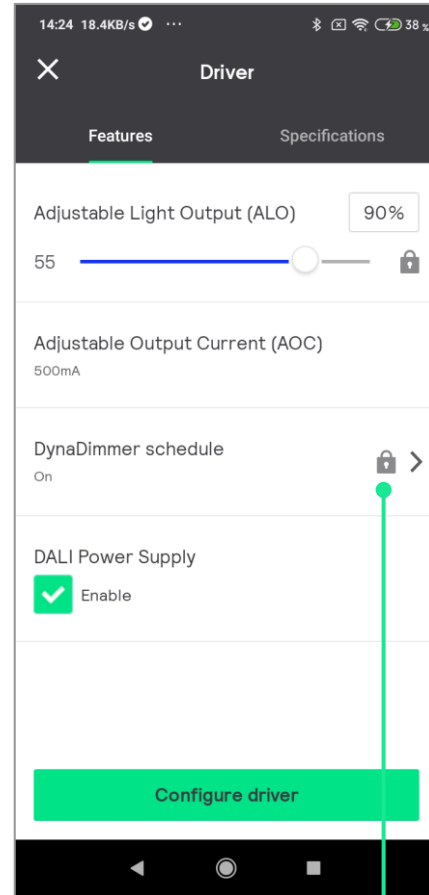 14:24 18.4KB/s ... 38 %
Driver
Features Specifications
Adjustable Light Output (ALO) 90%
55
Adjustable Output Current (AOC)
500mA
DynaDimmer schedule
On
DALI Power Supply
Enable
Configure driver